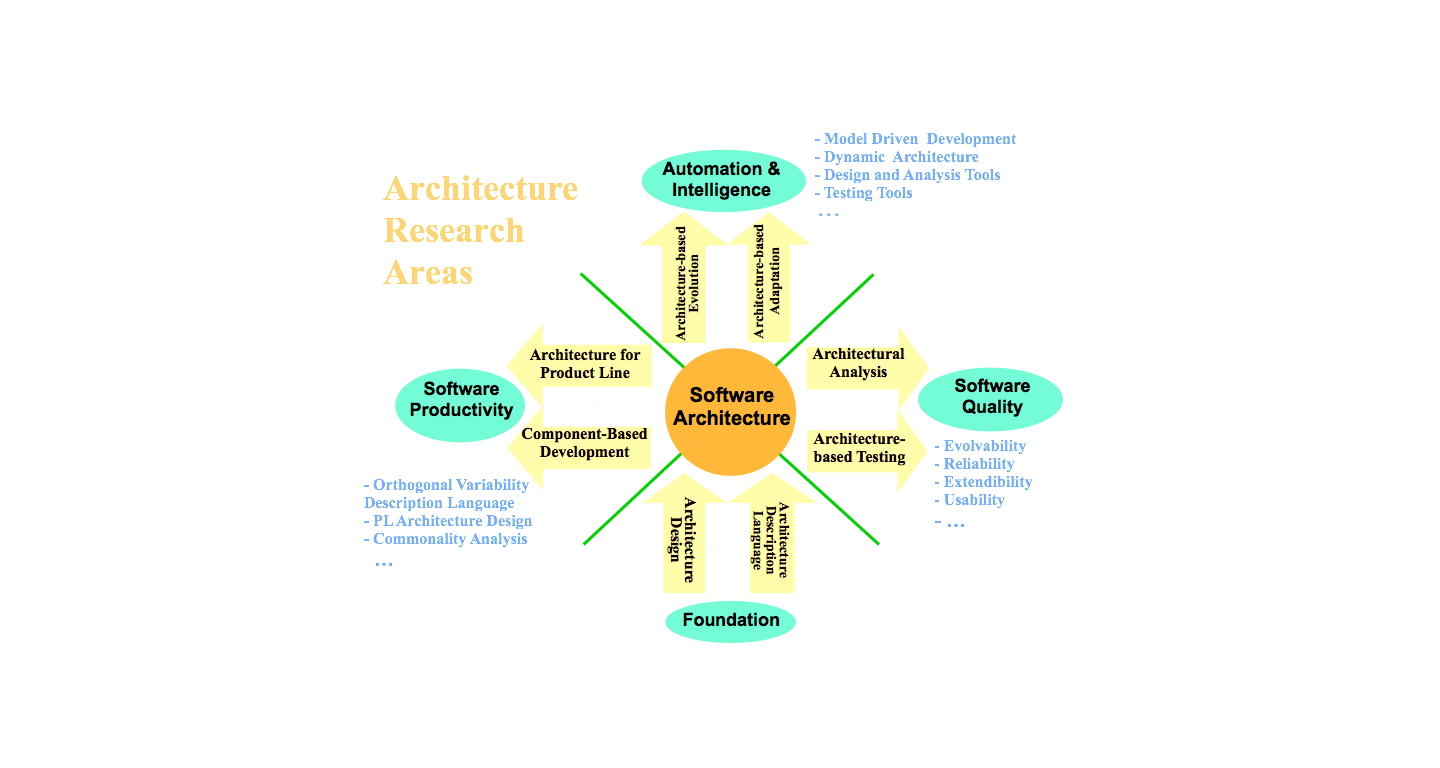 Architecture
Research
Areas
Automation &
Intelligence
- Model Driven  Development
- Dynamic  Architecture
- Design and Analysis Tools
- Testing Tools
...
Architecture-based
Evolution
Architecture-based
Adaptation
Architecture for
Product Line
Component-Based
Development
Software
Productivity
- Orthogonal Variability
Description Language
- PL Architecture Design
- Commonality Analysis
...
Software
Architecture
Architectural
Analysis
Architecture-
based Testing
Software
Quality
- Evolvability
- Reliability
- Extendibility
- Usability
- ...
Architecture
Design
Architecture
Description
Language
Foundation